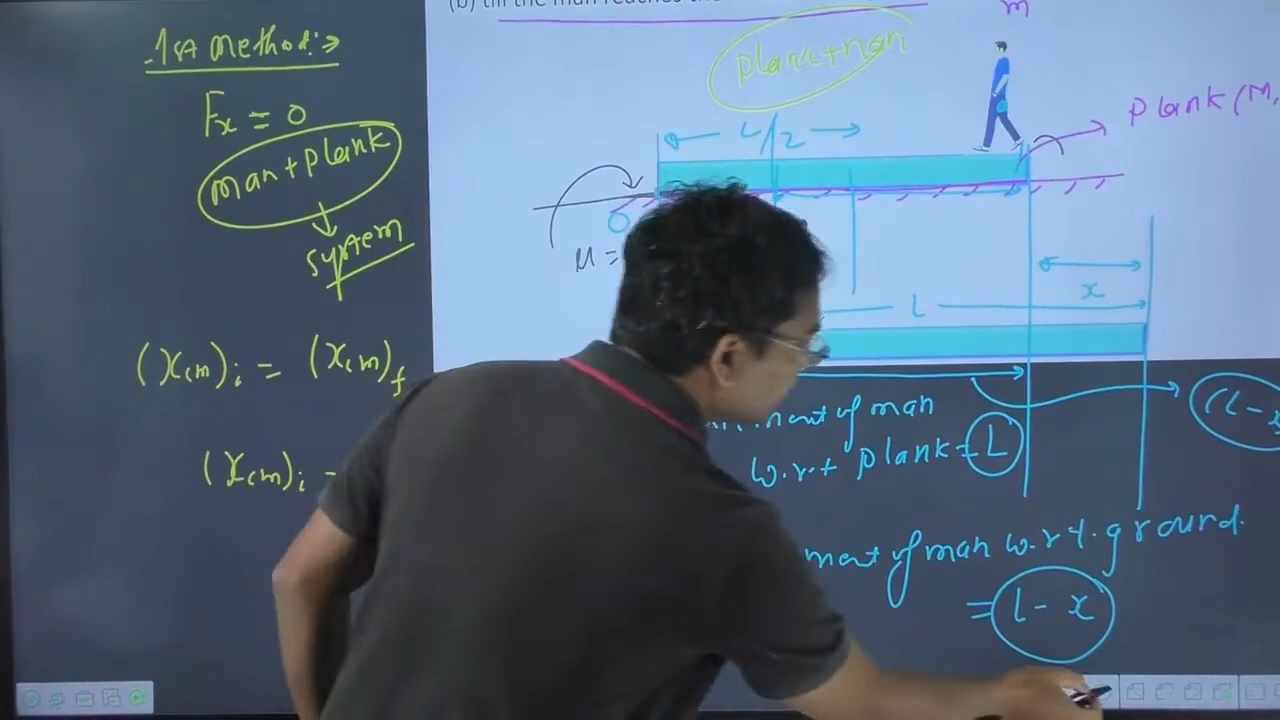 1st method:→
Fx = 0
man+plank
system
(Xcm)i = (Xcm)f
(Xcm)i -
plank+man
m
L/2
Plank (M,
O
M =
L
x
of man
w.r.t plank = L
ment of man w.r.t. ground.
= L - x